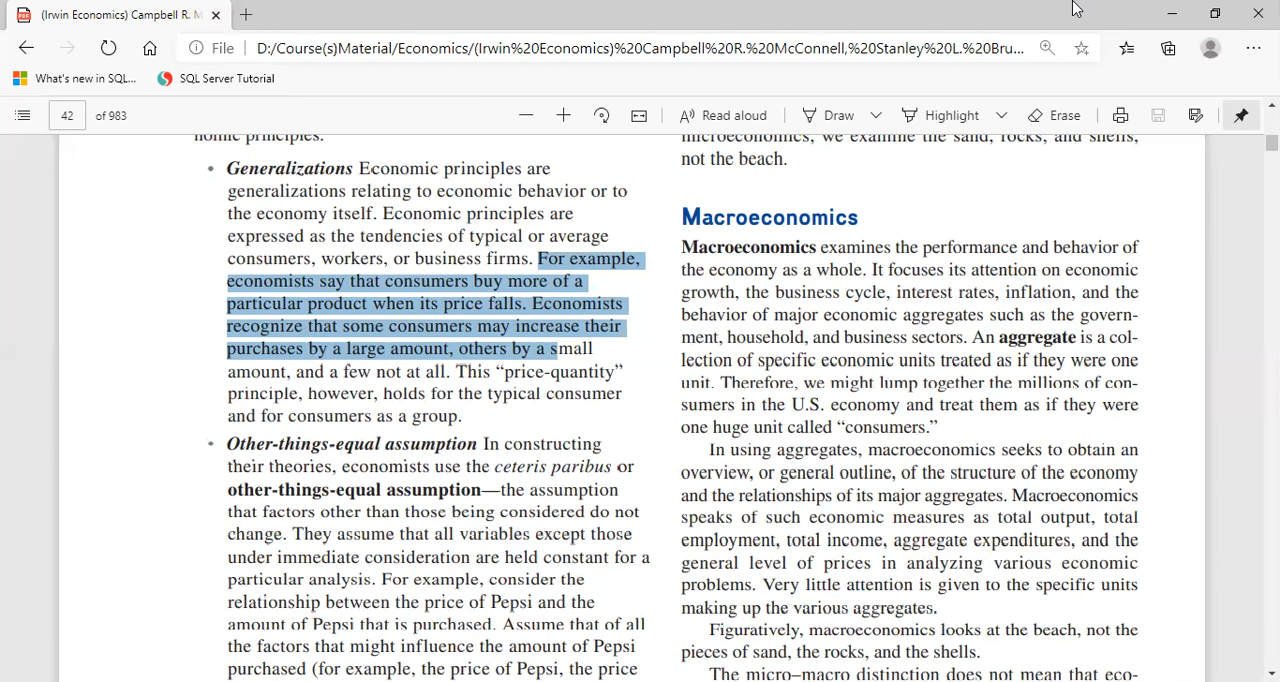 (Irwin Economics) Campbell R. M
File
D:/Course(s)Material/Economics/(Irwin%20Economics)%20Campbell%20R.%20McConnell,%20Stanley%20L.%20Bru...
What's new in SQL...
SQL Server Tutorial
42 of 983
Read aloud
Draw
Highlight
Erase
nomic principles.
• Generalizations Economic principles are
generalizations relating to economic behavior or to
the economy itself. Economic principles are
expressed as the tendencies of typical or average
consumers, workers, or business firms. For example,
economists say that consumers buy more of a
particular product when its price falls. Economists
recognize that some consumers may increase their
purchases by a large amount, others by a small
amount, and a few not at all. This “price-quantity”
principle, however, holds for the typical consumer
and for consumers as a group.
• Other-things-equal assumption In constructing
their theories, economists use the ceteris paribus or
other-things-equal assumption—the assumption
that factors other than those being considered do not
change. They assume that all variables except those
under immediate consideration are held constant for a
particular analysis. For example, consider the
relationship between the price of Pepsi and the
amount of Pepsi that is purchased. Assume that of all
the factors that might influence the amount of Pepsi
purchased (for example, the price of Pepsi, the price
microeconomics, we examine the sand, rocks, and shells,
not the beach.
Macroeconomics
Macroeconomics examines the performance and behavior of
the economy as a whole. It focuses its attention on economic
growth, the business cycle, interest rates, inflation, and the
behavior of major economic aggregates such as the govern-
ment, household, and business sectors. An aggregate is a col-
lection of specific economic units treated as if they were one
unit. Therefore, we might lump together the millions of con-
sumers in the U.S. economy and treat them as if they were
one huge unit called “consumers.”
In using aggregates, macroeconomics seeks to obtain an
overview, or general outline, of the structure of the economy
and the relationships of its major aggregates. Macroeconomics
speaks of such economic measures as total output, total
employment, total income, aggregate expenditures, and the
general level of prices in analyzing various economic
problems. Very little attention is given to the specific units
making up the various aggregates.
Figuratively, macroeconomics looks at the beach, not the
pieces of sand, the rocks, and the shells.
The micro–macro distinction does not mean that eco-